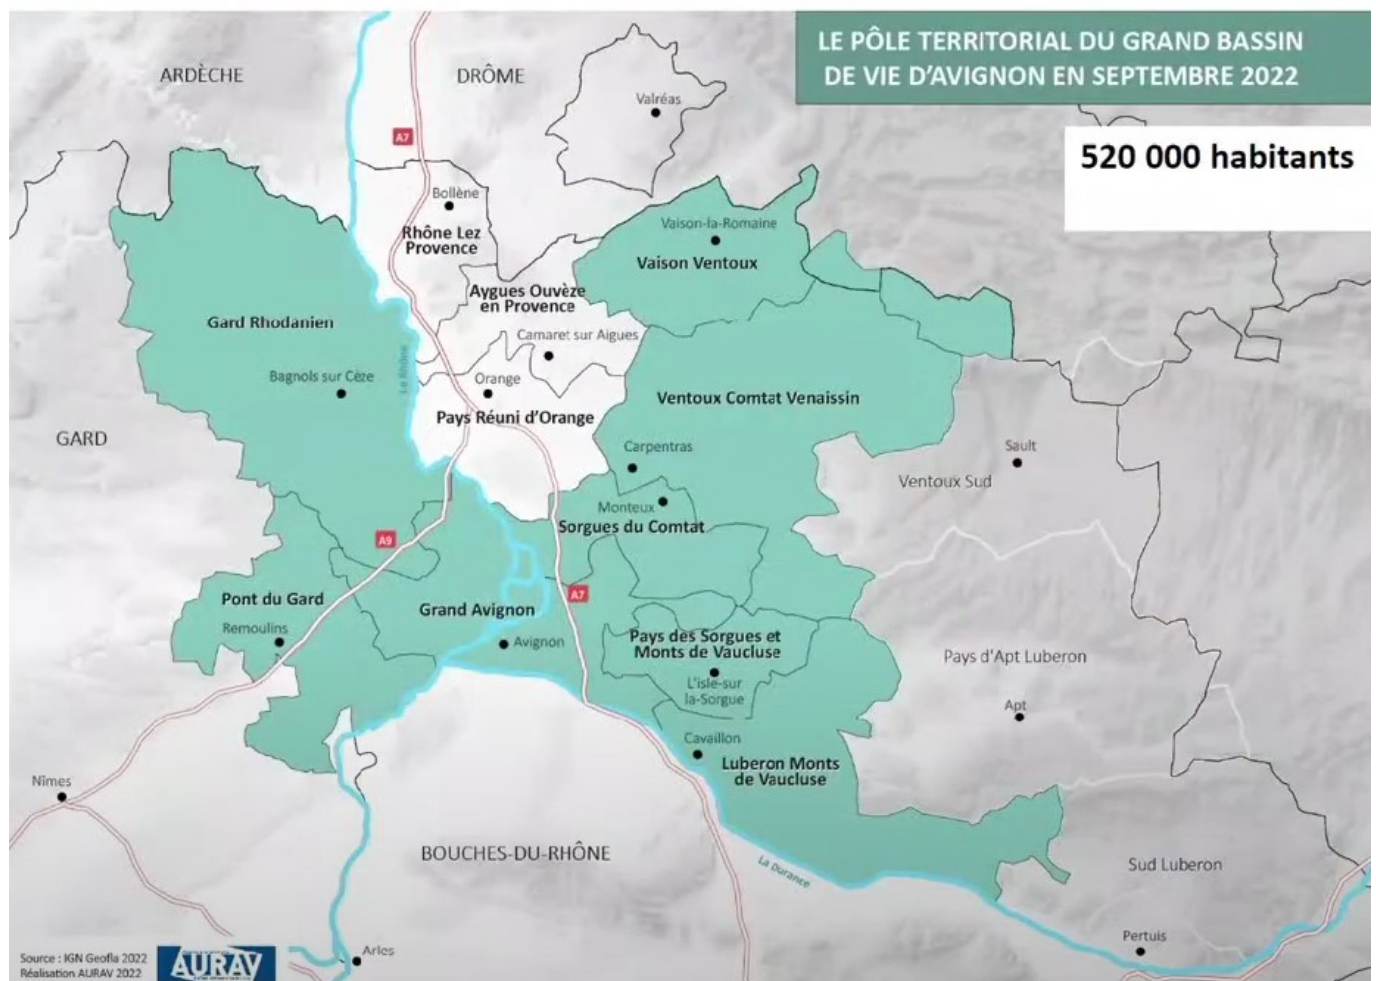 LE PÔLE TERRITORIAL DU GRAND BASSIN
DE VIE D'AVIGNON EN SEPTEMBRE 2022
520 000 habitants
ARDÈCHE
DRÔME
Valréas
A7
Bollène
Rhône Lez
Provence
Vaison-la-Romaine
Vaison Ventoux
Aygues Ouvèze
en Provence
Camaret sur Aigues
Gard Rhodanien
Le Rhône
Bagnols sur Cèze
Orange
Pays Réuni d'Orange
Ventoux Comtat Venaissin
GARD
Carpentras
Sault
Ventoux Sud
Monteux
Sorgues du Comtat
A9
A7
Pont du Gard
Remoulins
Grand Avignon
Avignon
Pays des Sorgues et
Monts de Vaucluse
L'isle-sur
la-Sorgue
Pays d'Apt Luberon
Apt
Cavaillon
Luberon Monts
de Vaucluse
Nîmes
BOUCHES-DU-RHÔNE
La Durance
Sud Luberon
Pertuis
Arles
Source : IGN Geofla 2022
Réalisation AURAV 2022
AURAV